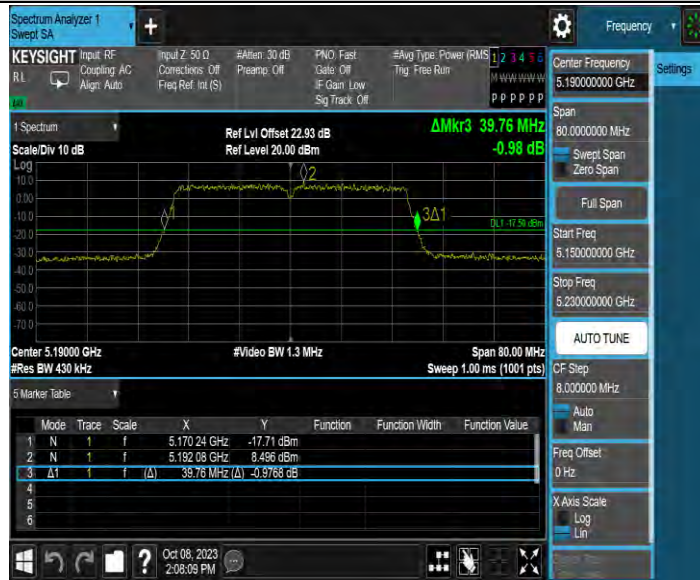 Spectrum Analyzer 1
Swept SA
Frequency
KEYSIGHT
RL
Input: RF
Coupling: AC
Align: Auto
Input Z: 50 Ω
Corrections: Off
Freq Ref: Int (S)
#Atten: 30 dB
Preamp: Off
PNO: Fast
Gate: Off
IF Gain: Low
Sig Track: Off
#Avg Type: Power (RMS
Trig: Free Run
1 2 3 4 5 6
M W W W W W
P P P P P P
Center Frequency
5.190000000 GHz
Settings
Span
80.0000000 MHz
Swept Span
Zero Span
Full Span
Start Freq
5.150000000 GHz
Stop Freq
5.230000000 GHz
AUTO TUNE
CF Step
8.000000 MHz
Auto
Man
Freq Offset
0 Hz
X Axis Scale
Log
Lin
1 Spectrum
Scale/Div 10 dB
Ref Lvl Offset 22.93 dB
Ref Level 20.00 dBm
ΔMkr3 39.76 MHz
-0.98 dB
Log
10.0
0.00
-10.0
-20.0
-30.0
-40.0
-50.0
-60.0
-70.0
1
2
3Δ1
DL1 -17.50 dBm
Center 5.19000 GHz
#Res BW 430 kHz
#Video BW 1.3 MHz
Span 80.00 MHz
Sweep 1.00 ms (1001 pts)
5 Marker Table
Mode Trace Scale X Y Function Function Width Function Value
1 N 1 f 5.170 24 GHz -17.71 dBm
2 N 1 f 5.192 08 GHz 8.496 dBm
3 Δ1 1 f (Δ) 39.76 MHz (Δ) -0.9768 dB
4
5
6
Oct 08, 2023
2:08:09 PM